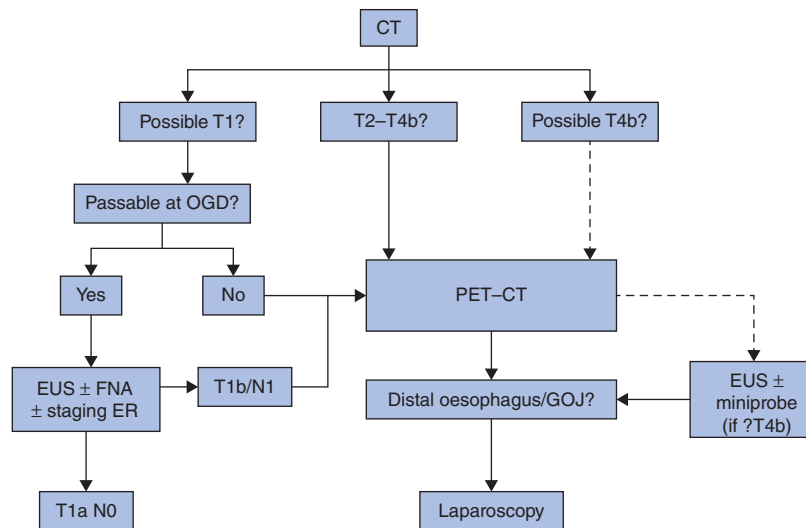 CT
Possible T1?
T2–T4b?
Possible T4b?
Passable at OGD?
Yes
No
PET–CT
EUS ± FNA
± staging ER
T1b/N1
Distal oesophagus/GOJ?
EUS ±
miniprobe
(if ?T4b)
T1a N0
Laparoscopy